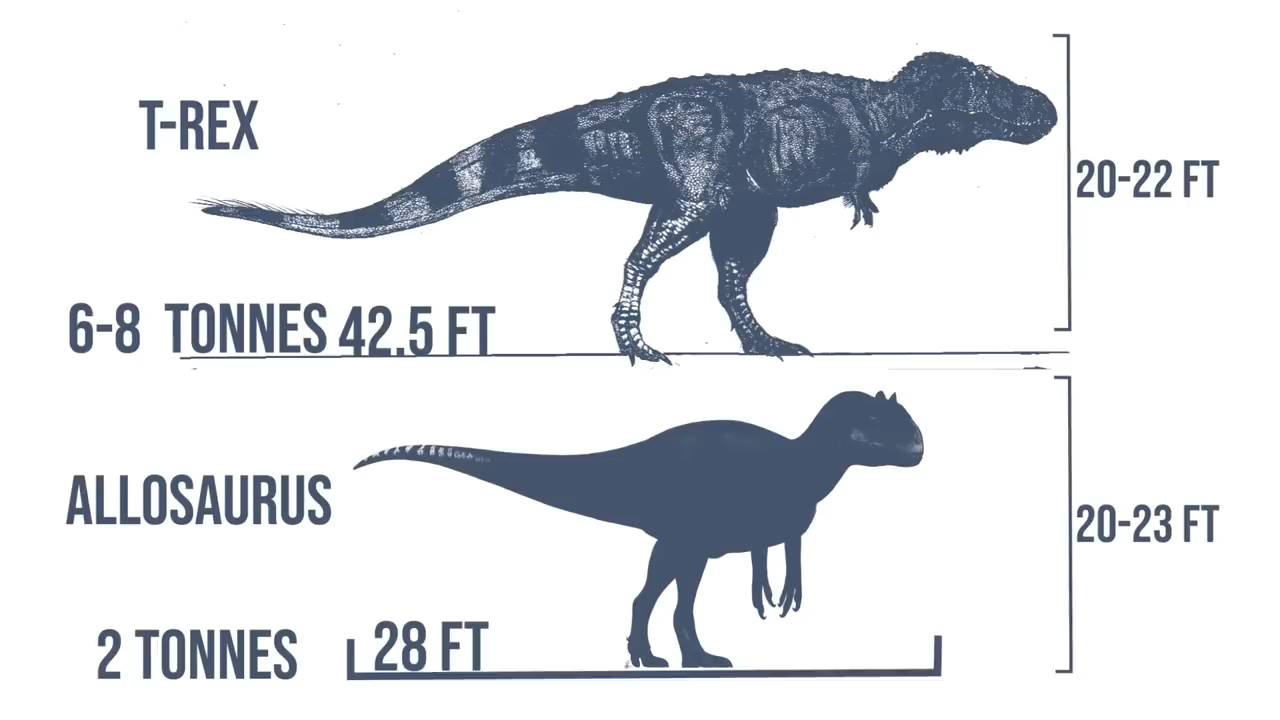 T-REX
20-22 FT
6-8 TONNES 42.5 FT
ALLOSAURUS
20-23 FT
2 TONNES
28 FT